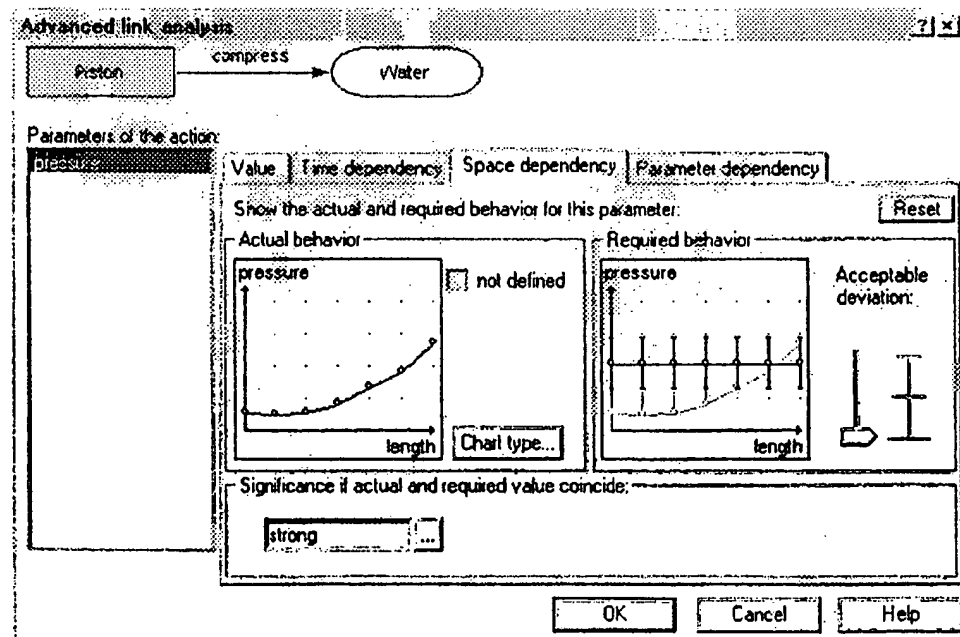 Advanced link analysis
Piston
compress
Water
Parameters of the action:
pressure
Value
Time dependency
Space dependency
Parameter dependency
Show the actual and required behavior for this parameter:
Reset
Actual behavior
pressure
length
not defined
Chart type...
Required behavior
pressure
length
Acceptable
deviation:
Significance if actual and required value coincide:
strong
...
OK
Cancel
Help